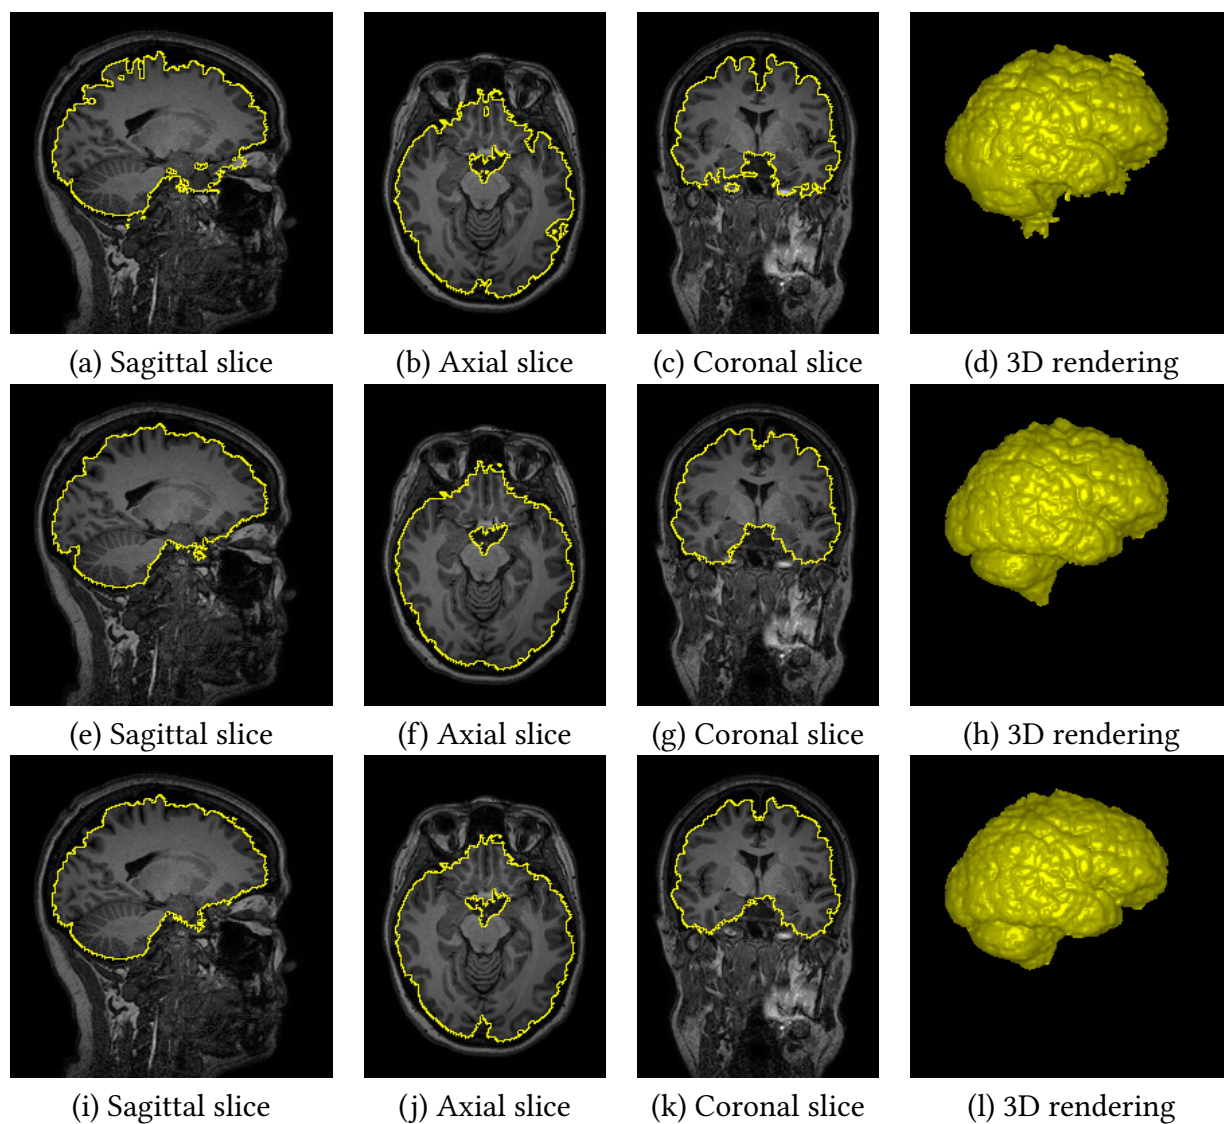 (a) Sagittal slice
(b) Axial slice
(c) Coronal slice
(d) 3D rendering
(e) Sagittal slice
(f) Axial slice
(g) Coronal slice
(h) 3D rendering
(i) Sagittal slice
(j) Axial slice
(k) Coronal slice
(l) 3D rendering